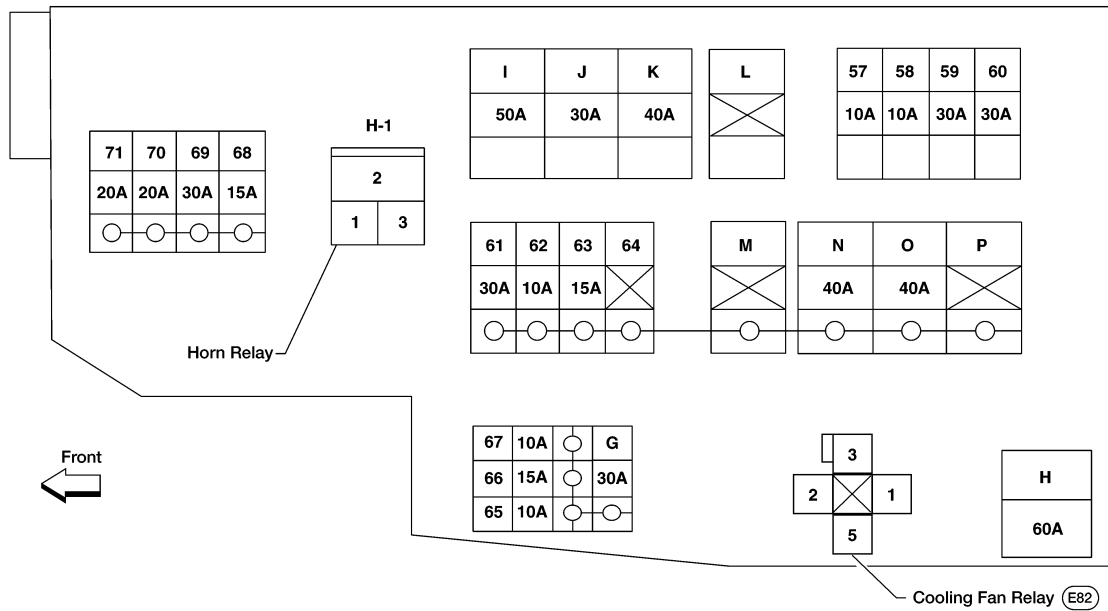 I J K L 57 58 59 60
50A 30A 40A 10A 10A 30A 30A
H-1
71 70 69 68
20A 20A 30A 15A
2
1 3
61 62 63 64 M N O P
30A 10A 15A 40A 40A
Horn Relay
Front
67 10A G
66 15A 30A
65 10A
3
2 1
5
H
60A
Cooling Fan Relay E82